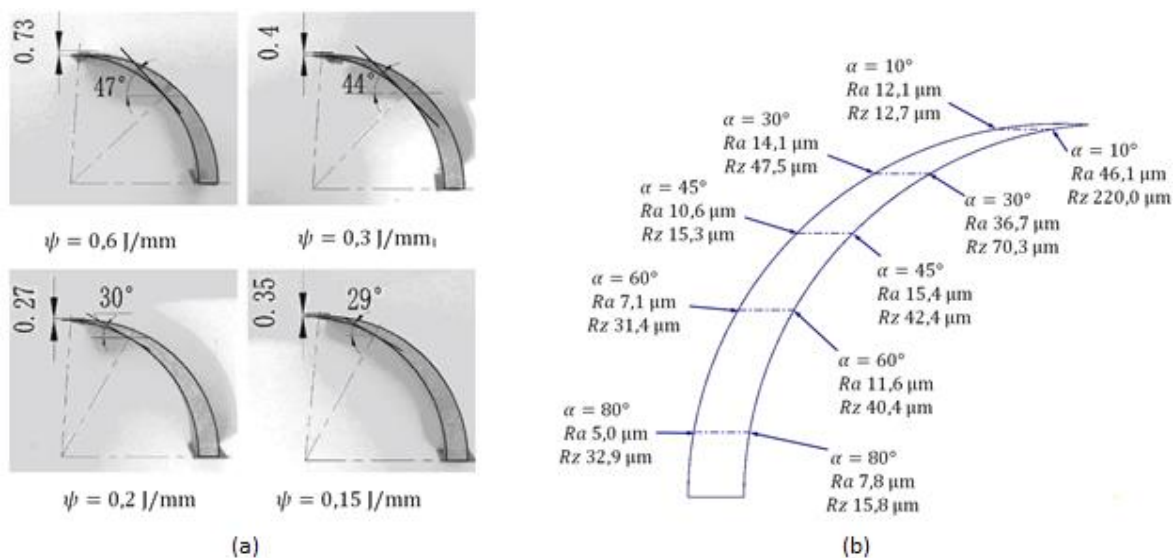 0.73
47°
ψ = 0,6 J/mm
0.4
44°
ψ = 0,3 J/mm₁
0.27
30°
ψ = 0,2 J/mm
0.35
29°
ψ = 0,15 J/mm
(a)
α = 10°
Ra 12,1 μm
Rz 12,7 μm
α = 30°
Ra 14,1 μm
Rz 47,5 μm
α = 45°
Ra 10,6 μm
Rz 15,3 μm
α = 60°
Ra 7,1 μm
Rz 31,4 μm
α = 80°
Ra 5,0 μm
Rz 32,9 μm
α = 10°
Ra 46,1 μm
Rz 220,0 μm
α = 30°
Ra 36,7 μm
Rz 70,3 μm
α = 45°
Ra 15,4 μm
Rz 42,4 μm
α = 60°
Ra 11,6 μm
Rz 40,4 μm
α = 80°
Ra 7,8 μm
Rz 15,8 μm
(b)